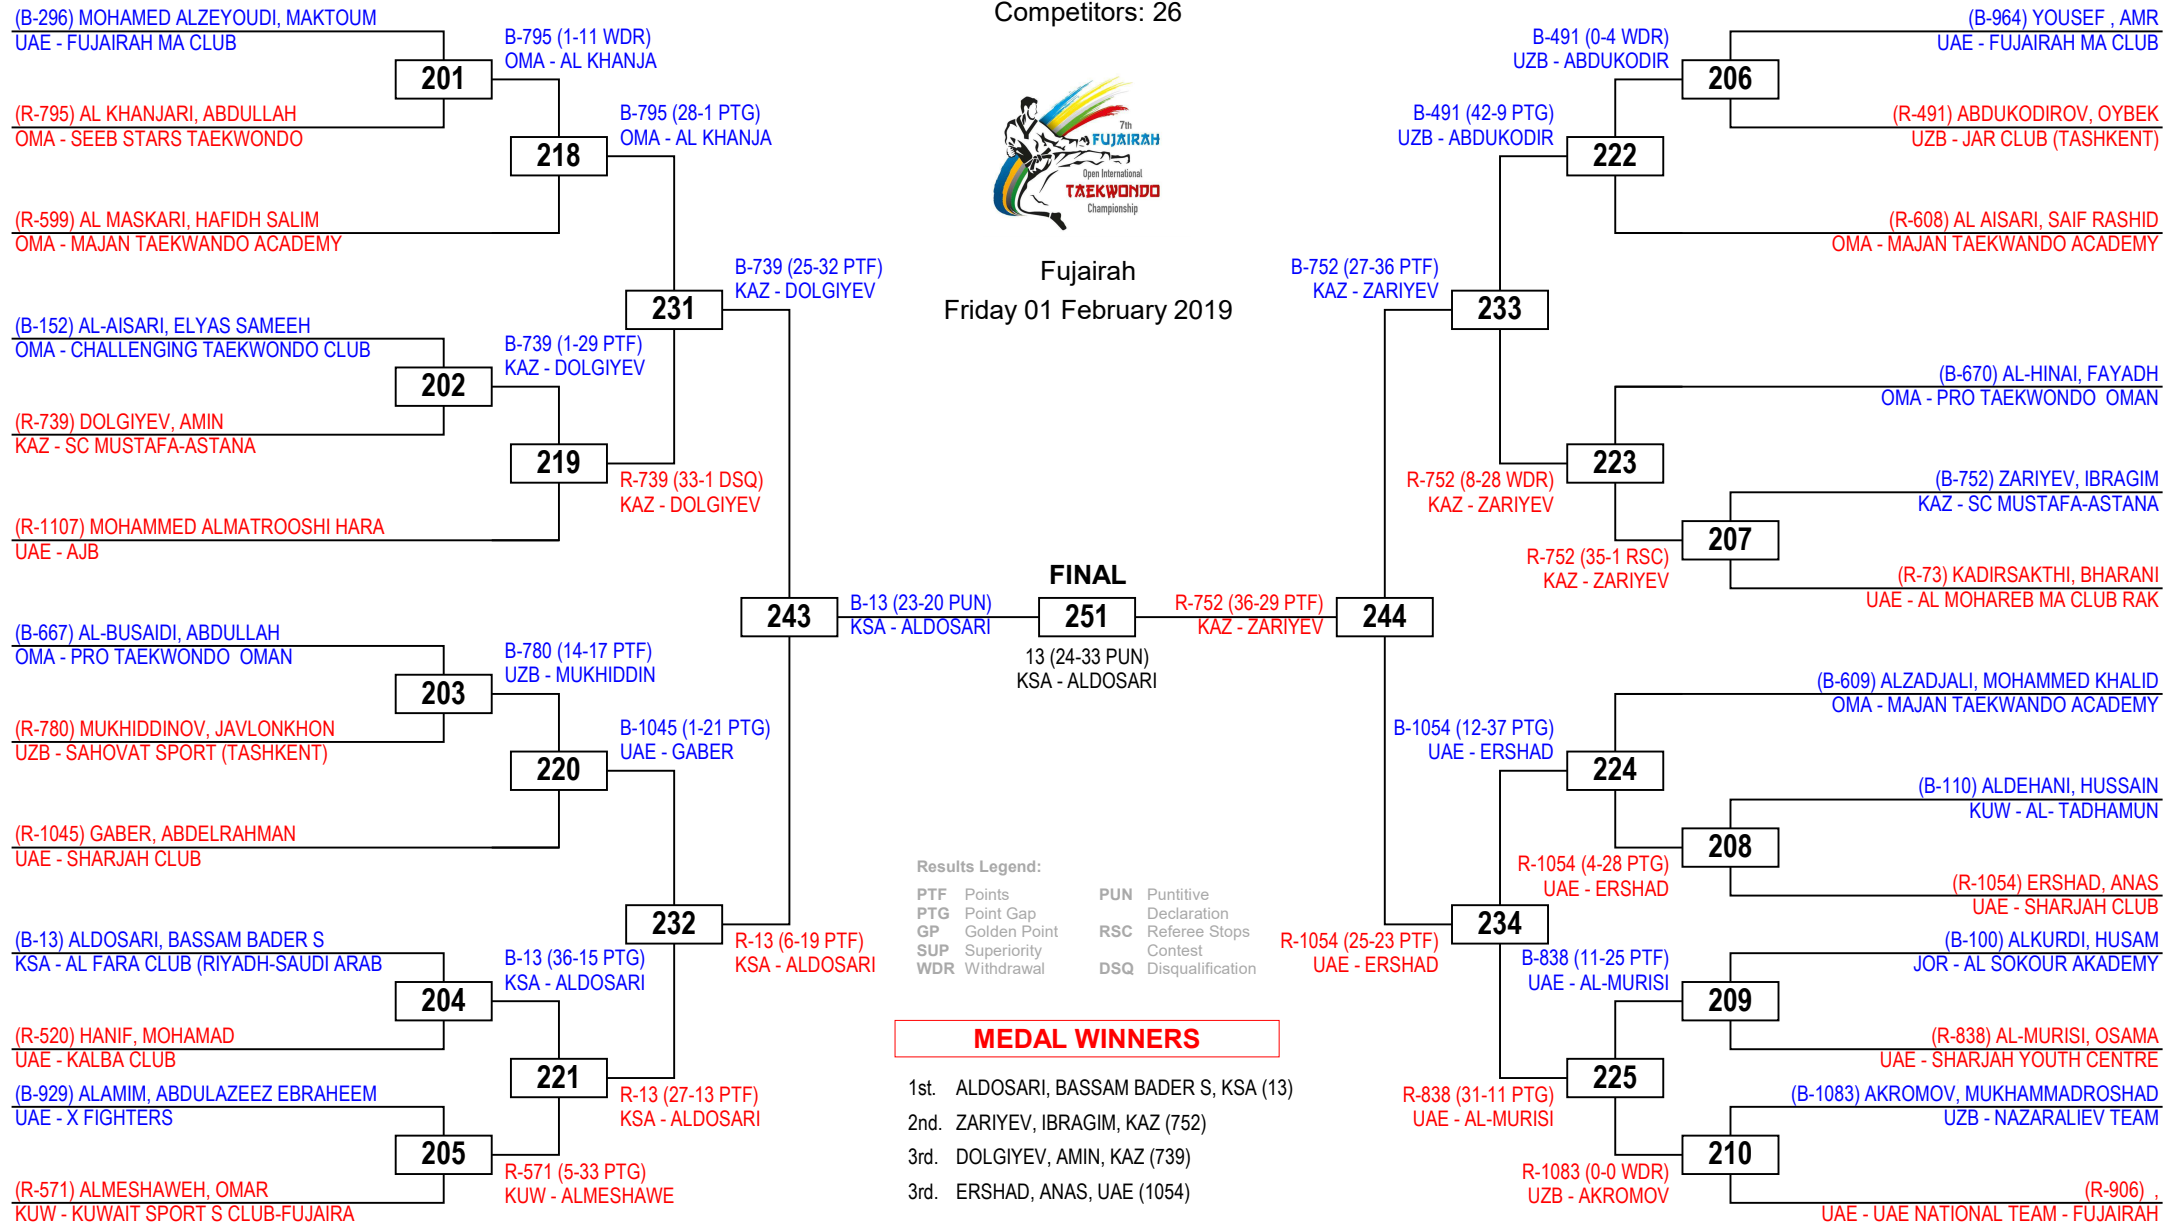 Competitors: 26
7th
FUJAIRAH
Open International
TAEKWONDO
Championship
Fujairah
Friday 01 February 2019
(B-296) MOHAMED ALZEYOUDI, MAKTOUM
UAE - FUJAIRAH MA CLUB
201
(R-795) AL KHANJARI, ABDULLAH
OMA - SEEB STARS TAEKWONDO
B-795 (1-11 WDR)
OMA - AL KHANJA
218
(R-599) AL MASKARI, HAFIDH SALIM
OMA - MAJAN TAEKWANDO ACADEMY
B-795 (28-1 PTG)
OMA - AL KHANJA
231
(B-152) AL-AISARI, ELYAS SAMEEH
OMA - CHALLENGING TAEKWONDO CLUB
202
(R-739) DOLGIYEV, AMIN
KAZ - SC MUSTAFA-ASTANA
B-739 (1-29 PTF)
KAZ - DOLGIYEV
219
(R-1107) MOHAMMED ALMATROOSHI HARA
UAE - AJB
R-739 (33-1 DSQ)
KAZ - DOLGIYEV
B-739 (25-32 PTF)
KAZ - DOLGIYEV
243
(B-667) AL-BUSAIDI, ABDULLAH
OMA - PRO TAEKWONDO  OMAN
203
(R-780) MUKHIDDINOV, JAVLONKHON
UZB - SAHOVAT SPORT (TASHKENT)
B-780 (14-17 PTF)
UZB - MUKHIDDIN
220
(R-1045) GABER, ABDELRAHMAN
UAE - SHARJAH CLUB
B-1045 (1-21 PTG)
UAE - GABER
232
(B-13) ALDOSARI, BASSAM BADER S
KSA - AL FARA CLUB (RIYADH-SAUDI ARAB
204
(R-520) HANIF, MOHAMAD
UAE - KALBA CLUB
B-13 (36-15 PTG)
KSA - ALDOSARI
221
(B-929) ALAMIM, ABDULAZEEZ EBRAHEEM
UAE - X FIGHTERS
205
(R-571) ALMESHAWEH, OMAR
KUW - KUWAIT SPORT S CLUB-FUJAIRA
R-571 (5-33 PTG)
KUW - ALMESHAWE
R-13 (27-13 PTF)
KSA - ALDOSARI
R-13 (6-19 PTF)
KSA - ALDOSARI
B-13 (23-20 PUN)
KSA - ALDOSARI
FINAL
251
13 (24-33 PUN)
KSA - ALDOSARI
R-752 (36-29 PTF)
KAZ - ZARIYEV
244
(B-964) YOUSEF , AMR
UAE - FUJAIRAH MA CLUB
206
(R-491) ABDUKODIROV, OYBEK
UZB - JAR CLUB (TASHKENT)
B-491 (0-4 WDR)
UZB - ABDUKODIR
222
(R-608) AL AISARI, SAIF RASHID
OMA - MAJAN TAEKWANDO ACADEMY
B-491 (42-9 PTG)
UZB - ABDUKODIR
233
B-752 (27-36 PTF)
KAZ - ZARIYEV
(B-670) AL-HINAI, FAYADH
OMA - PRO TAEKWONDO  OMAN
223
(B-752) ZARIYEV, IBRAGIM
KAZ - SC MUSTAFA-ASTANA
207
(R-73) KADIRSAKTHI, BHARANI
UAE - AL MOHAREB MA CLUB RAK
R-752 (35-1 RSC)
KAZ - ZARIYEV
R-752 (8-28 WDR)
KAZ - ZARIYEV
(B-609) ALZADJALI, MOHAMMED KHALID
OMA - MAJAN TAEKWANDO ACADEMY
224
(B-110) ALDEHANI, HUSSAIN
KUW - AL- TADHAMUN
208
(R-1054) ERSHAD, ANAS
UAE - SHARJAH CLUB
R-1054 (4-28 PTG)
UAE - ERSHAD
B-1054 (12-37 PTG)
UAE - ERSHAD
234
R-1054 (25-23 PTF)
UAE - ERSHAD
(B-100) ALKURDI, HUSAM
JOR - AL SOKOUR AKADEMY
209
(R-838) AL-MURISI, OSAMA
UAE - SHARJAH YOUTH CENTRE
B-838 (11-25 PTF)
UAE - AL-MURISI
225
(B-1083) AKROMOV, MUKHAMMADROSHAD
UZB - NAZARALIEV TEAM
210
(R-906) ,
UAE - UAE NATIONAL TEAM - FUJAIRAH
R-1083 (0-0 WDR)
UZB - AKROMOV
R-838 (31-11 PTG)
UAE - AL-MURISI
Results Legend:
PTF Points
PTG Point Gap
GP Golden Point
SUP Superiority
WDR Withdrawal
PUN Puntitive
Declaration
RSC Referee Stops
Contest
DSQ Disqualification
MEDAL WINNERS
1st. ALDOSARI, BASSAM BADER S, KSA (13)
2nd. ZARIYEV, IBRAGIM, KAZ (752)
3rd. DOLGIYEV, AMIN, KAZ (739)
3rd. ERSHAD, ANAS, UAE (1054)